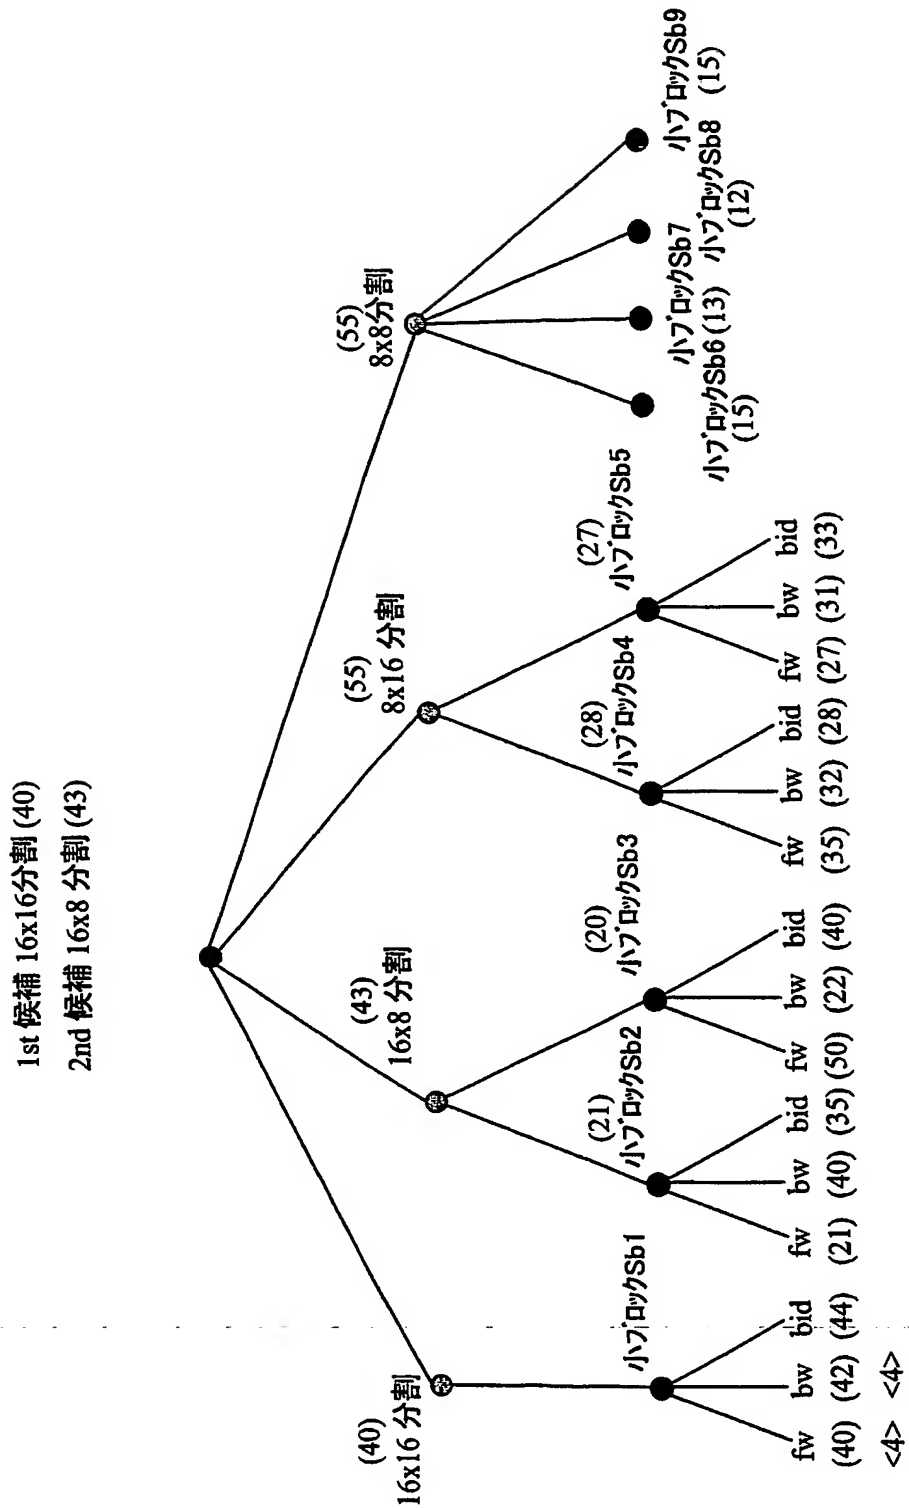 1st 候補 16x16分割 (40)
2nd 候補 16x8 分割 (43)
(40)
16x16 分割
(43)
16x8 分割
(55)
8x16 分割
(55)
8x8分割
小ブロックSb1
(21)
小ブロックSb2
(20)
小ブロックSb3
(28)
小ブロックSb4
(27)
小ブロックSb5
小ブロックSb6
(15)
小ブロックSb7
(13)
小ブロックSb8
(12)
小ブロックSb9
(15)
fw bw bid fw bw bid fw bw bid fw bw bid fw bw bid
(40) (42) (44) (21) (40) (35) (50) (22) (40) (35) (32) (28) (27) (31) (33)
<4> <4>